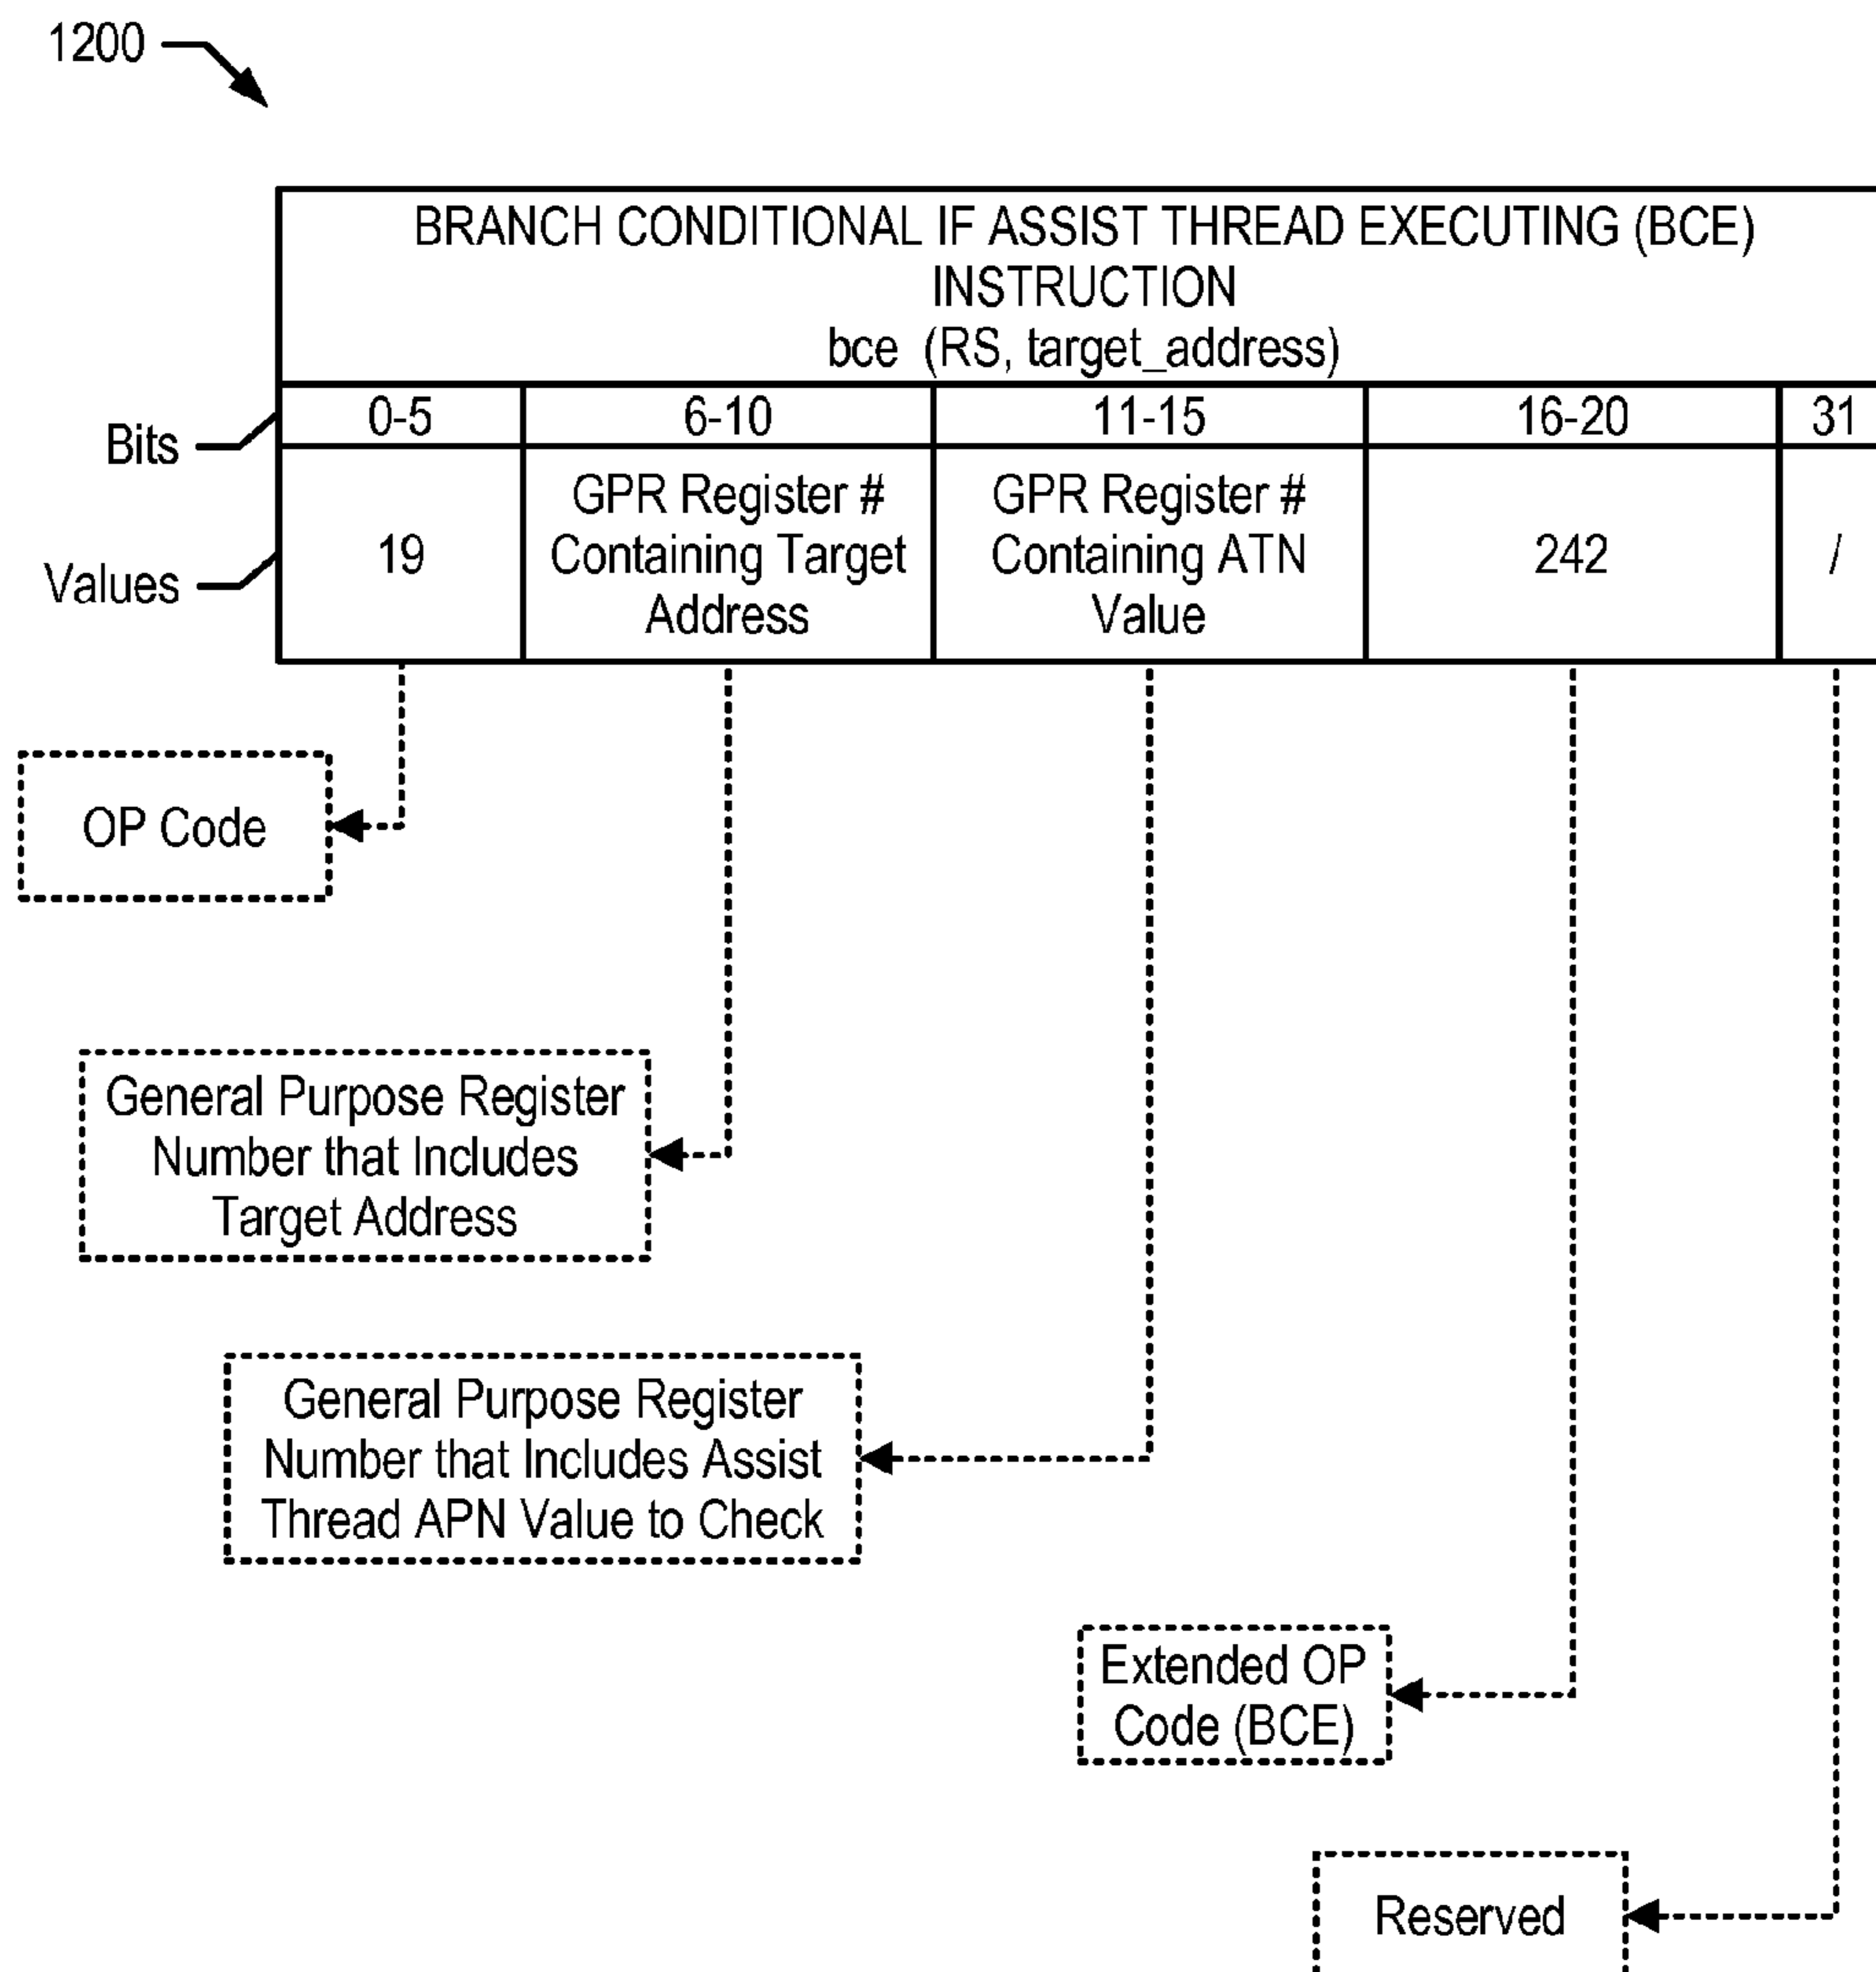 1200
BRANCH CONDITIONAL IF ASSIST THREAD EXECUTING (BCE)
INSTRUCTION
bce (RS, target_address)
Bits
0-5 6-10 11-15 16-20 31
Values
19
GPR Register #
Containing Target
Address
GPR Register #
Containing ATN
Value
242
/
OP Code
General Purpose Register
Number that Includes
Target Address
General Purpose Register
Number that Includes Assist
Thread APN Value to Check
Extended OP
Code (BCE)
Reserved